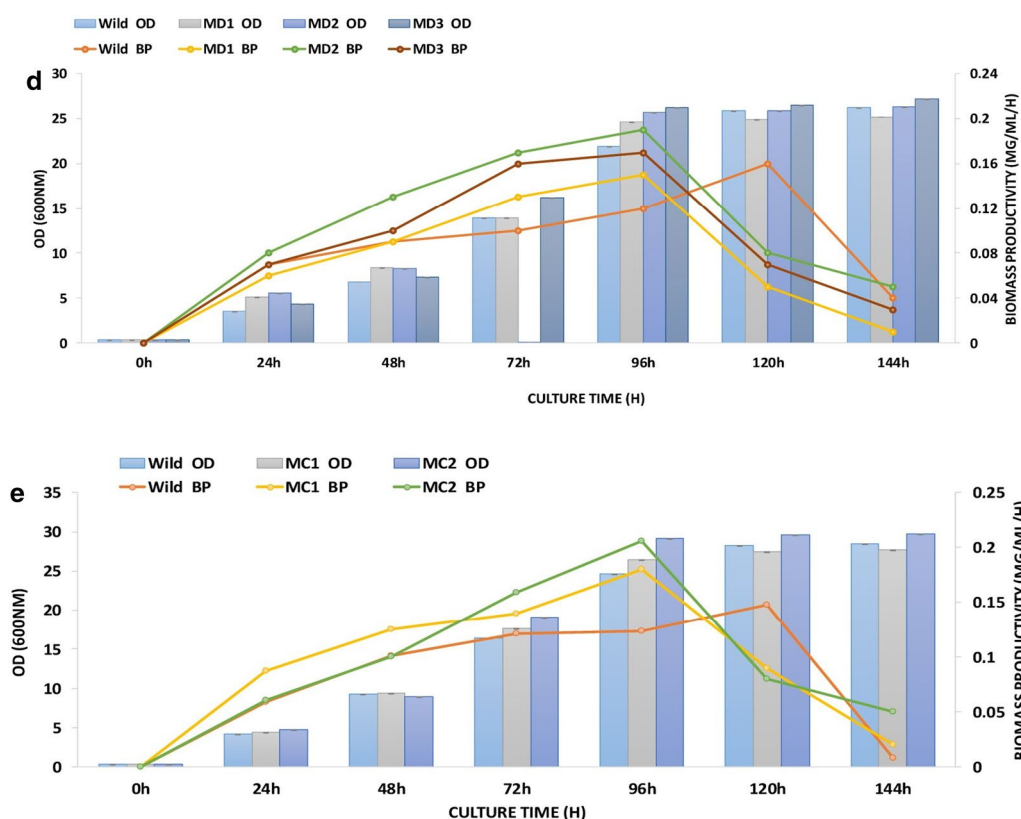 Wild OD MD1 OD MD2 OD MD3 OD
Wild BP MD1 BP MD2 BP MD3 BP
d
30 0.24
25 0.2
20 0.16
15 0.12
10 0.08
5 0.04
0 0
OD (600NM)
BIOMASS PRODUCTIVITY (MG/ML/H)
0h 24h 48h 72h 96h 120h 144h
CULTURE TIME (H)
Wild OD MC1 OD MC2 OD
Wild BP MC1 BP MC2 BP
e
35 0.25
30 0.2
25 0.15
20 0.1
15 0.05
10 0
5
0
OD (600NM)
BIOMASS PRODUCTIVITY (MG/ML/H)
0h 24h 48h 72h 96h 120h 144h
CULTURE TIME (H)